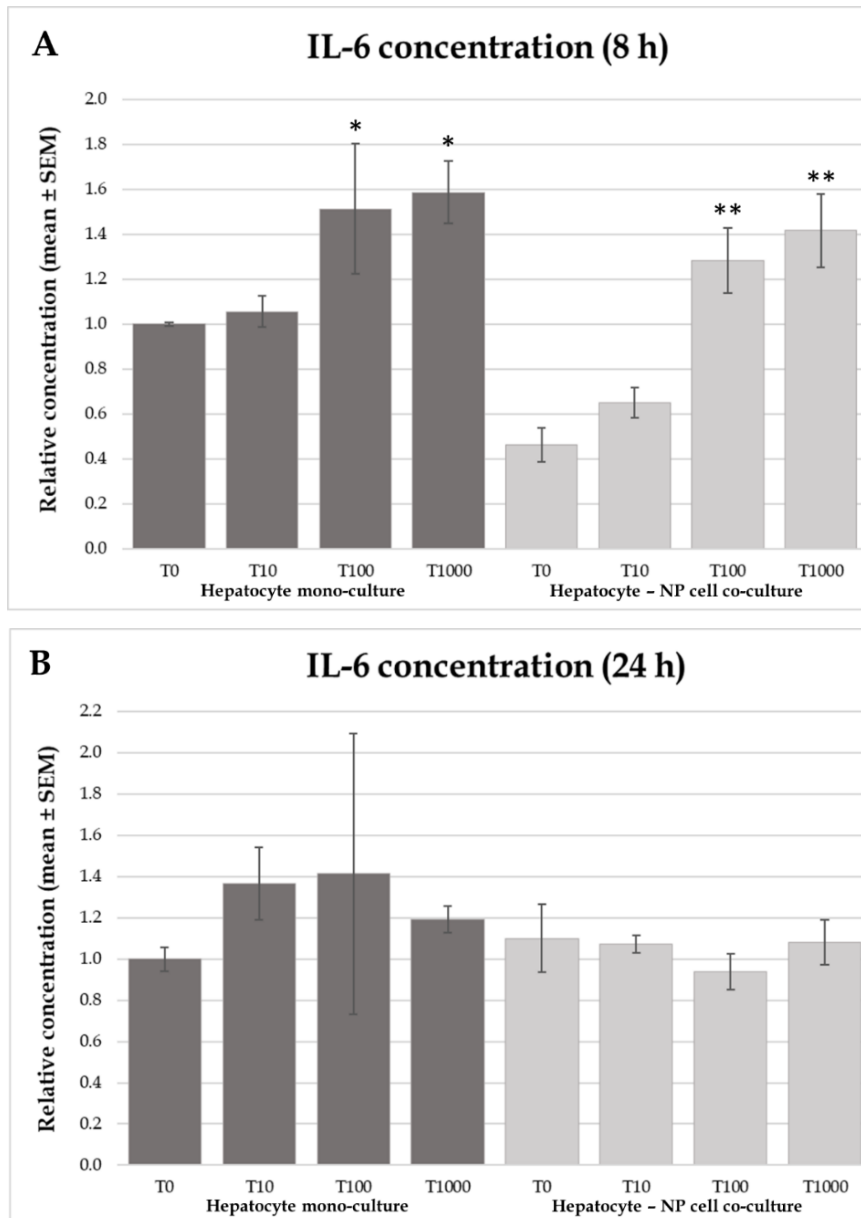 A
IL-6 concentration (8 h)
Relative concentration (mean ± SEM)
2.0
1.8
1.6
1.4
1.2
1.0
0.8
0.6
0.4
0.2
0.0
*
*
**
**
T0 T10 T100 T1000 T0 T10 T100 T1000
Hepatocyte mono-culture Hepatocyte – NP cell co-culture
B
IL-6 concentration (24 h)
Relative concentration (mean ± SEM)
2.2
2.0
1.8
1.6
1.4
1.2
1.0
0.8
0.6
0.4
0.2
0.0
T0 T10 T100 T1000 T0 T10 T100 T1000
Hepatocyte mono-culture Hepatocyte – NP cell co-culture